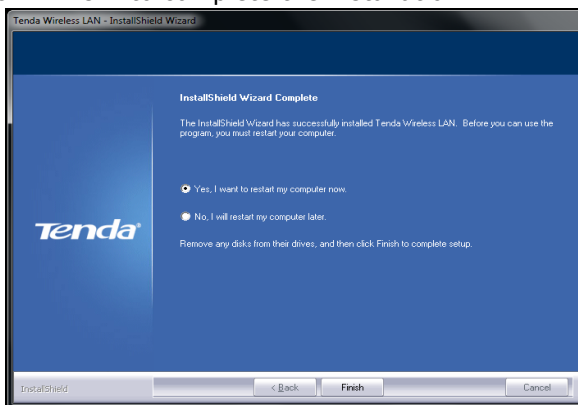 Tenda Wireless LAN - InstallShield Wizard
InstallShield Wizard Complete
The InstallShield Wizard has successfully installed Tenda Wireless LAN. Before you can use the
program, you must restart your computer.
Yes, I want to restart my computer now.
No, I will restart my computer later.
Tenda
Remove any disks from their drives, and then click Finish to complete setup.
InstallShield
< Back
Finish
Cancel